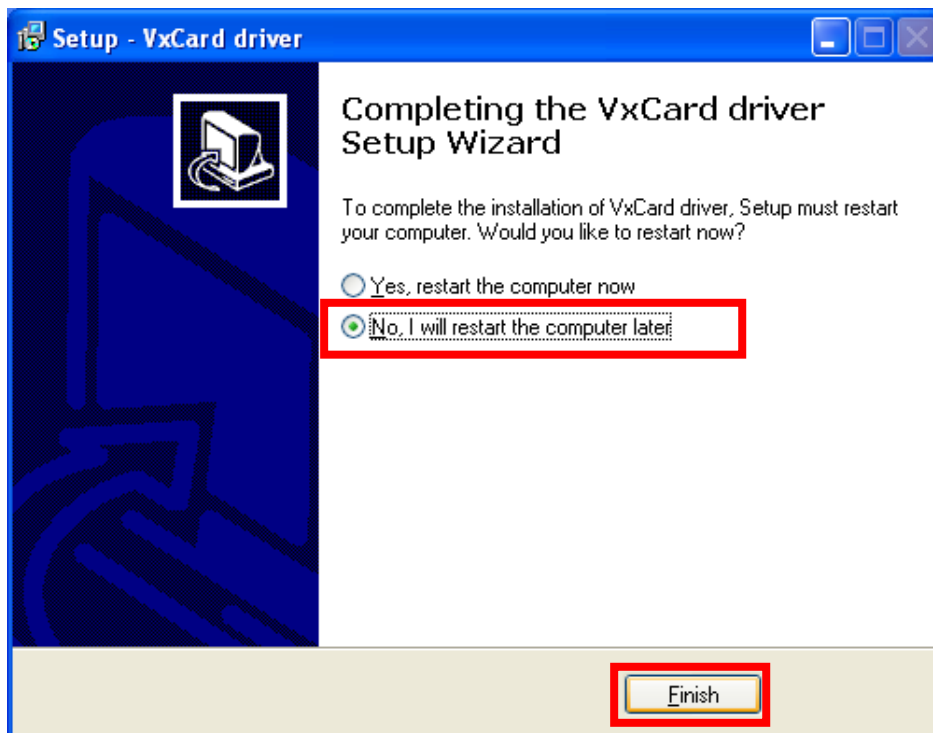 Setup - VxCard driver
Completing the VxCard driver
Setup Wizard
To complete the installation of VxCard driver, Setup must restart
your computer. Would you like to restart now?
Yes, restart the computer now
No, I will restart the computer later
Finish